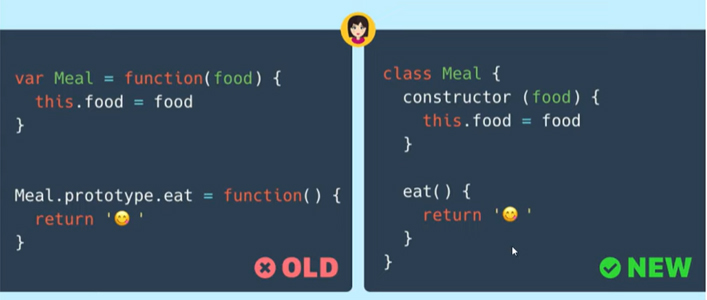 var Meal = function(food) {
  this.food = food
}
Meal.prototype.eat = function() {
  return '😋 '
}
OLD
class Meal {
  constructor (food) {
    this.food = food
  }
  eat() {
    return '😋 '
  }
}
NEW